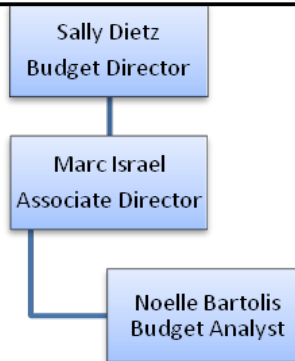 Sally Dietz
Budget Director
Marc Israel
Associate Director
Noelle Bartolis
Budget Analyst